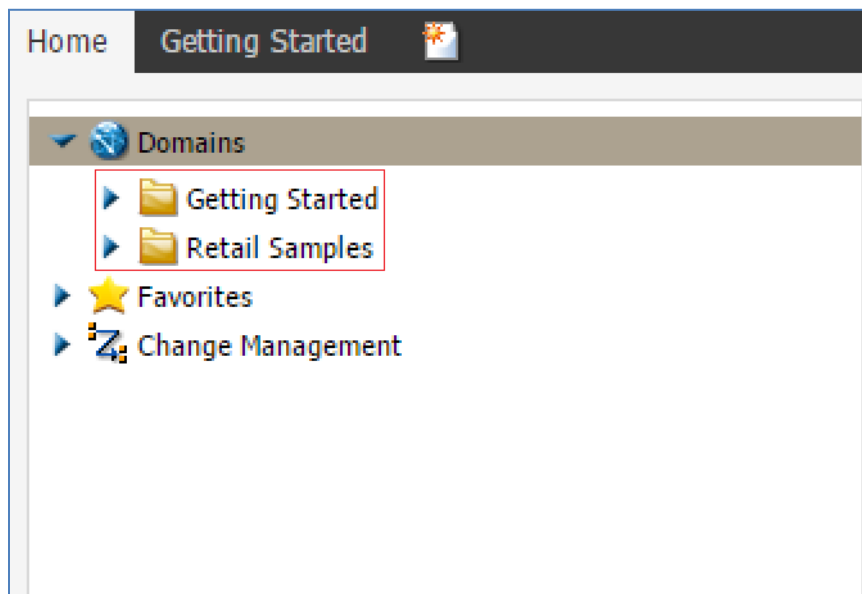 Home Getting Started
Domains
Getting Started
Retail Samples
Favorites
Change Management